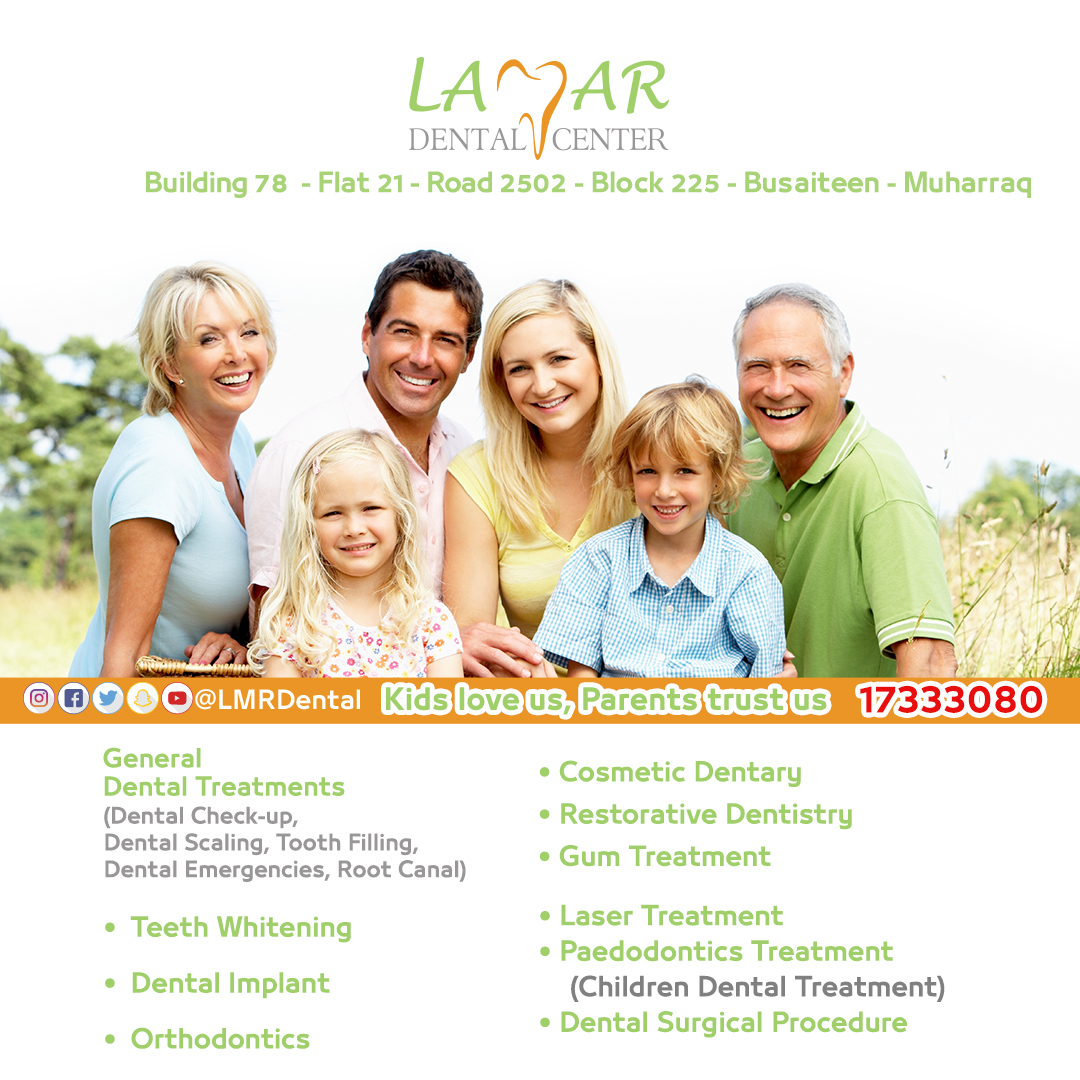 LAMAR
DENTAL CENTER
Building 78 - Flat 21 - Road 2502 - Block 225 - Busaiteen - Muharraq
@LMRDental Kids love us, Parents trust us 17333080
General
Dental Treatments
(Dental Check-up,
Dental Scaling, Tooth Filling,
Dental Emergencies, Root Canal)
• Teeth Whitening
• Dental Implant
• Orthodontics
• Cosmetic Dentary
• Restorative Dentistry
• Gum Treatment
• Laser Treatment
• Paedodontics Treatment
(Children Dental Treatment)
• Dental Surgical Procedure